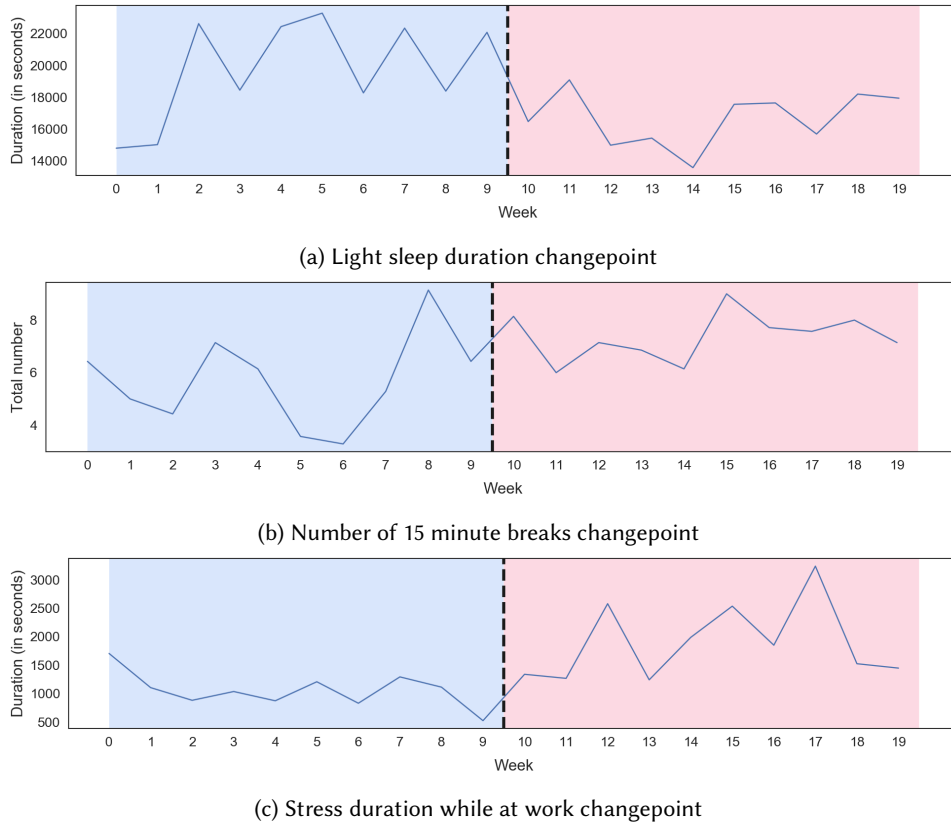 Duration (in seconds)
22000
20000
18000
16000
14000
0 1 2 3 4 5 6 7 8 9 10 11 12 13 14 15 16 17 18 19
Week
(a) Light sleep duration changepoint
Total number
8
6
4
0 1 2 3 4 5 6 7 8 9 10 11 12 13 14 15 16 17 18 19
Week
(b) Number of 15 minute breaks changepoint
Duration (in seconds)
3000
2500
2000
1500
1000
500
0 1 2 3 4 5 6 7 8 9 10 11 12 13 14 15 16 17 18 19
Week
(c) Stress duration while at work changepoint